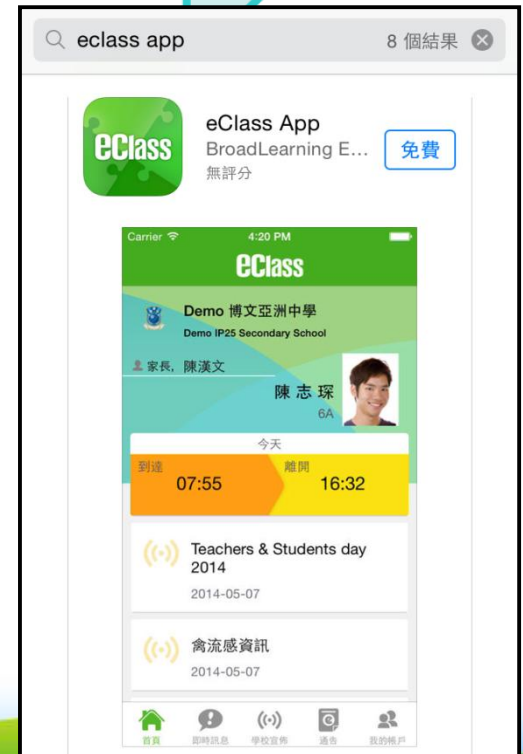 eclass app 8 個結果
eClass
eClass App
BroadLearning E...
無評分
免費
Carrier 4:20 PM
eClass
Demo 博文亞洲中學
Demo IP25 Secondary School
家長, 陳漢文
陳志琛
6A
今天
到達 離開
07:55 16:32
Teachers & Students day
2014
2014-05-07
禽流感資訊
2014-05-07
首頁 即時訊息 學校宣佈 通告 我的帳戶